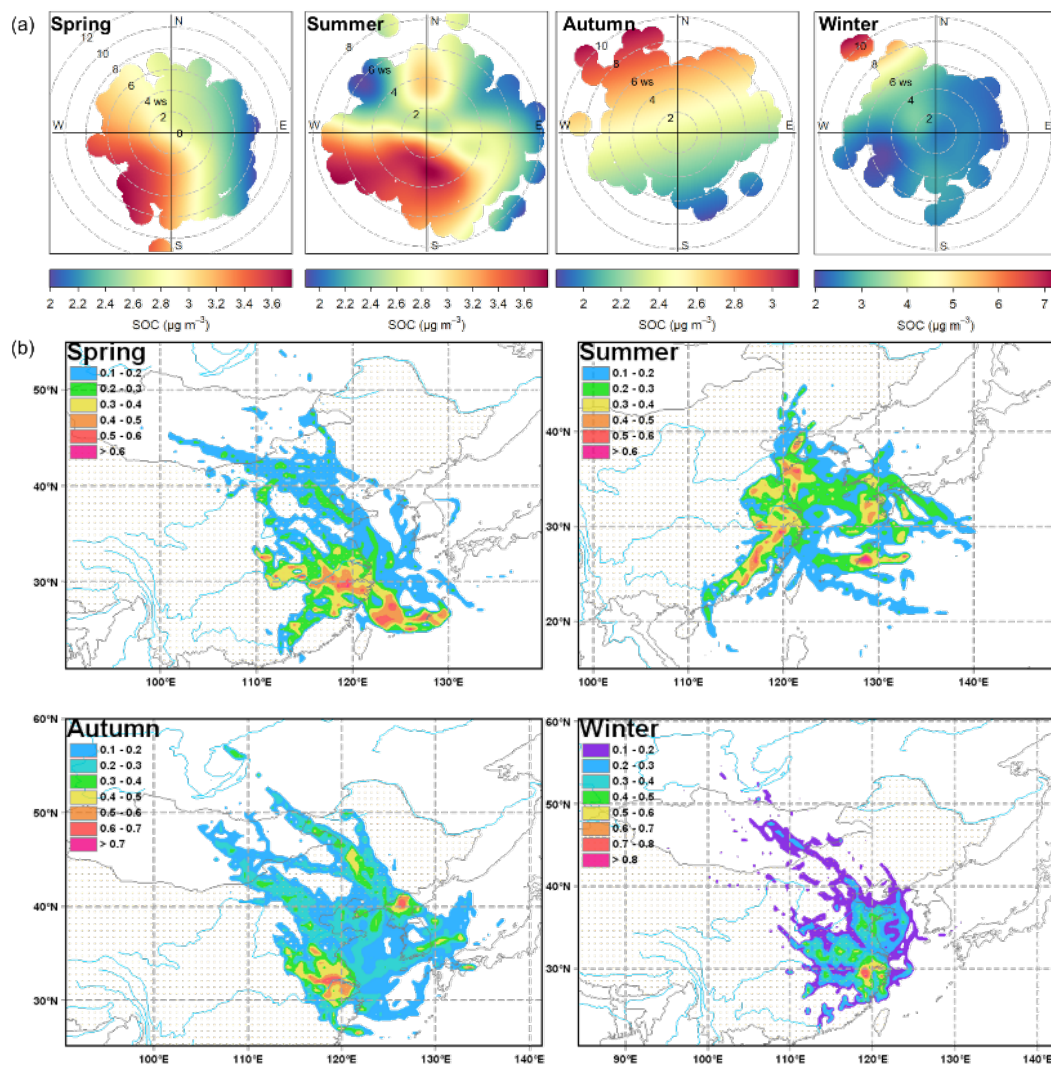 (a)
Spring
N
12
10
8
6
4 ws
2
0
W
E
S
Summer
N
8
6 ws
4
2
W
E
S
Autumn
N
10
8
6 ws
4
2
W
E
S
Winter
N
10
8
6 ws
4
2
W
E
S
2 2.2 2.4 2.6 2.8 3 3.2 3.4 3.6
SOC (µg m⁻³)
2 2.2 2.4 2.6 2.8 3 3.2 3.4 3.6
SOC (µg m⁻³)
2 2.2 2.4 2.6 2.8 3
SOC (µg m⁻³)
2 3 4 5 6 7
SOC (µg m⁻³)
(b)
Spring
0.1 - 0.2
0.2 - 0.3
0.3 - 0.4
0.4 - 0.5
0.5 - 0.6
> 0.6
50°N
40°N
30°N
100°E 110°E 120°E 130°E
Summer
0.1 - 0.2
0.2 - 0.3
0.3 - 0.4
0.4 - 0.5
0.5 - 0.6
> 0.6
40°N
30°N
20°N
110°E 120°E 130°E 140°E
Autumn
0.1 - 0.2
0.2 - 0.3
0.3 - 0.4
0.4 - 0.5
0.5 - 0.6
0.6 - 0.7
> 0.7
60°N
50°N
40°N
30°N
100°E 110°E 120°E 130°E 140°E
Winter
0.1 - 0.2
0.2 - 0.3
0.3 - 0.4
0.4 - 0.5
0.5 - 0.6
0.6 - 0.7
0.7 - 0.8
> 0.8
60°N
50°N
40°N
30°N
90°E 100°E 110°E 120°E 130°E 140°E